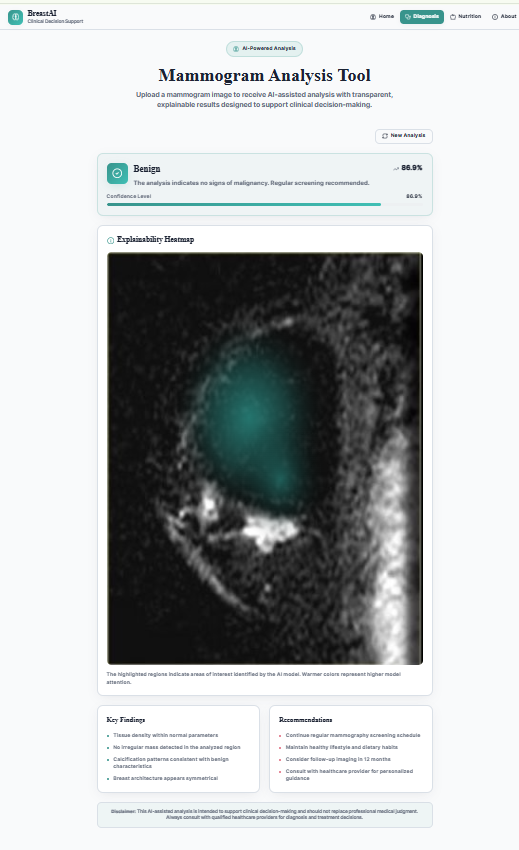 BreastAI
Clinical Decision Support
Home
Diagnosis
Nutrition
About
AI-Powered Analysis
Mammogram Analysis Tool
Upload a mammogram image to receive AI-assisted analysis with transparent,
explainable results designed to support clinical decision-making.
New Analysis
Benign
86.9%
The analysis indicates no signs of malignancy. Regular screening recommended.
Confidence Level
86.9%
Explainability Heatmap
The highlighted regions indicate areas of interest identified by the AI model. Warmer colors represent higher model
attention.
Key Findings
Tissue density within normal parameters
No irregular mass detected in the analyzed region
Calcification patterns consistent with benign
characteristics
Breast architecture appears symmetrical
Recommendations
Continue regular mammography screening schedule
Maintain healthy lifestyle and dietary habits
Consider follow-up imaging in 12 months
Consult with healthcare provider for personalized
guidance
Disclaimer: This AI-assisted analysis is intended to support clinical decision-making and should not replace professional medical judgment.
Always consult with qualified healthcare providers for diagnosis and treatment decisions.